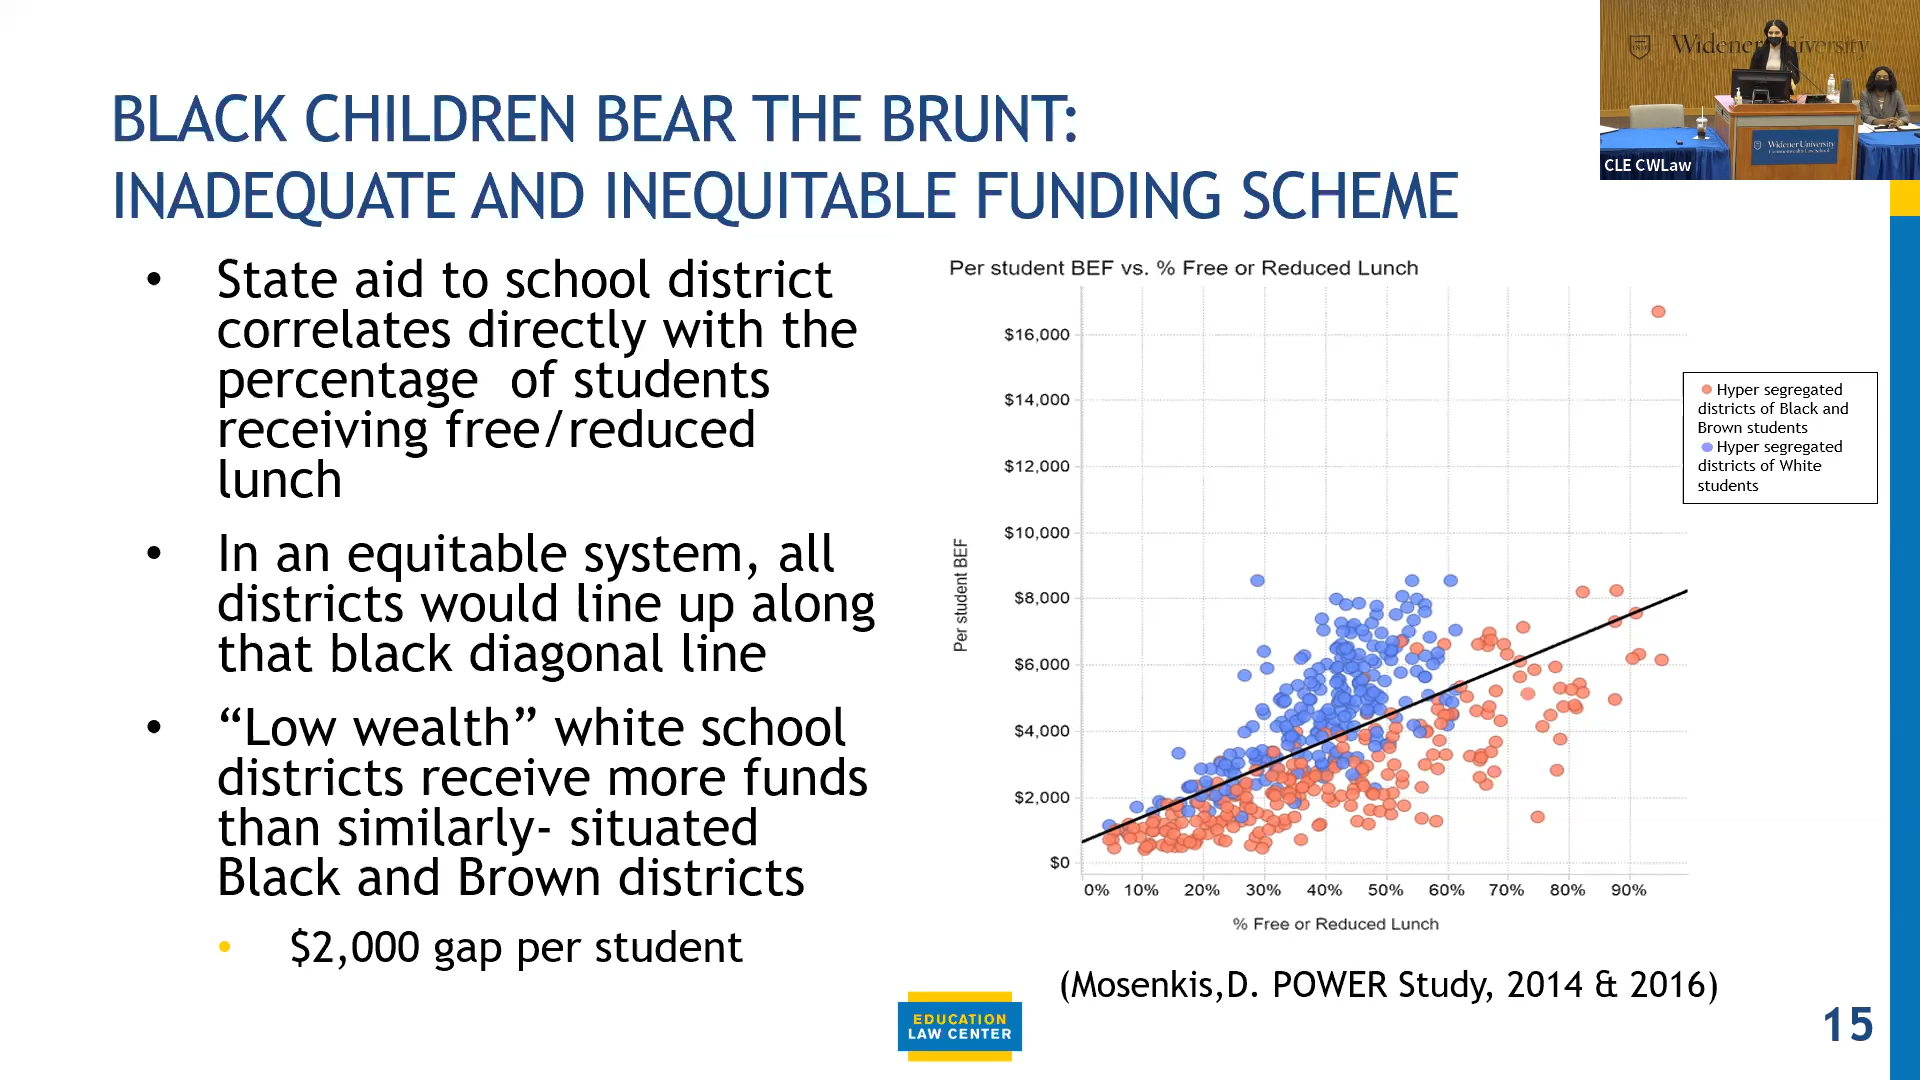 BLACK CHILDREN BEAR THE BRUNT:
INADEQUATE AND INEQUITABLE FUNDING SCHEME
• State aid to school district
correlates directly with the
percentage of students
receiving free/reduced
lunch
• In an equitable system, all
districts would line up along
that black diagonal line
• “Low wealth” white school
districts receive more funds
than similarly- situated
Black and Brown districts
• $2,000 gap per student
Per student BEF vs. % Free or Reduced Lunch
$16,000
$14,000
$12,000
$10,000
$8,000
$6,000
$4,000
$2,000
$0
Per student BEF
0% 10% 20% 30% 40% 50% 60% 70% 80% 90%
% Free or Reduced Lunch
Hyper segregated
districts of Black and
Brown students
Hyper segregated
districts of White
students
(Mosenkis,D. POWER Study, 2014 & 2016)
EDUCATION
LAW CENTER
15
Widener University
Widener University
Commonwealth Law School
CLE CWLaw